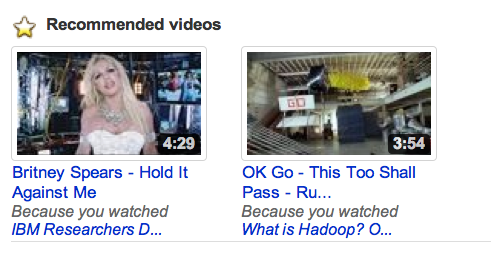 Recommended videos
4:29
3:54
Britney Spears - Hold It
Against Me
Because you watched
IBM Researchers D...
OK Go - This Too Shall
Pass - Ru...
Because you watched
What is Hadoop? O...